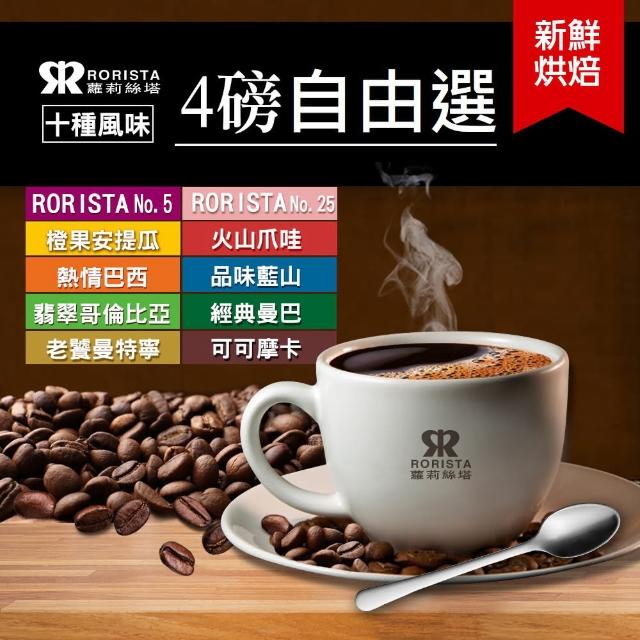 RORISTA
蘿莉絲塔
十種風味
4磅自由選
新鮮
烘焙
RORISTA No. 5
RORISTA No. 25
橙果安提瓜
火山爪哇
熱情巴西
品味藍山
翡翠哥倫比亞
經典曼巴
老饕曼特寧
可可摩卡
RORISTA
蘿莉絲塔